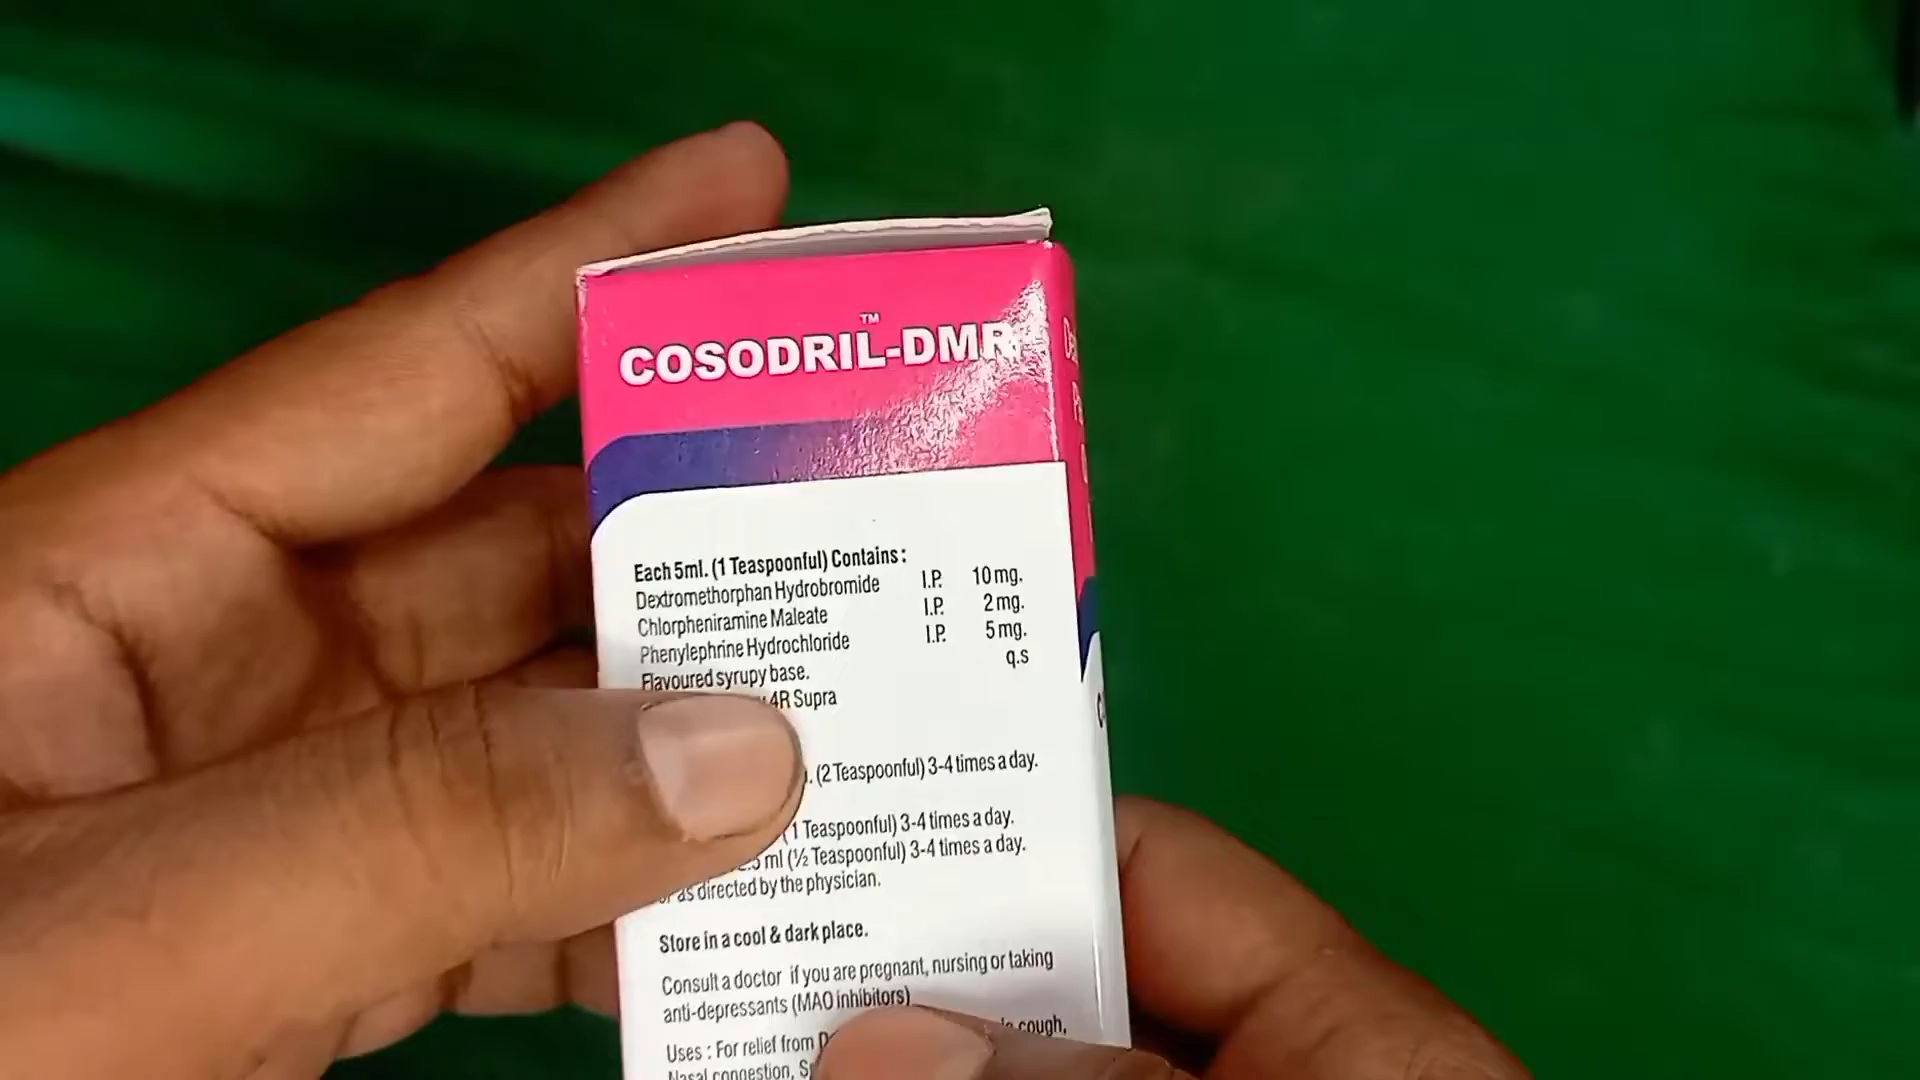 COSODRIL-DMR
TM
Each 5ml. (1 Teaspoonful) Contains :
Dextromethorphan Hydrobromide I.P. 10 mg.
Chlorpheniramine Maleate I.P. 2 mg.
Phenylephrine Hydrochloride I.P. 5 mg.
Flavoured syrupy base. q.s
4R Supra
(2 Teaspoonful) 3-4 times a day.
(1 Teaspoonful) 3-4 times a day.
ml (½ Teaspoonful) 3-4 times a day.
as directed by the physician.
Store in a cool & dark place.
Consult a doctor if you are pregnant, nursing or taking
anti-depressants (MAO inhibitors)
Uses : For relief from cough,
Nasal congestion,